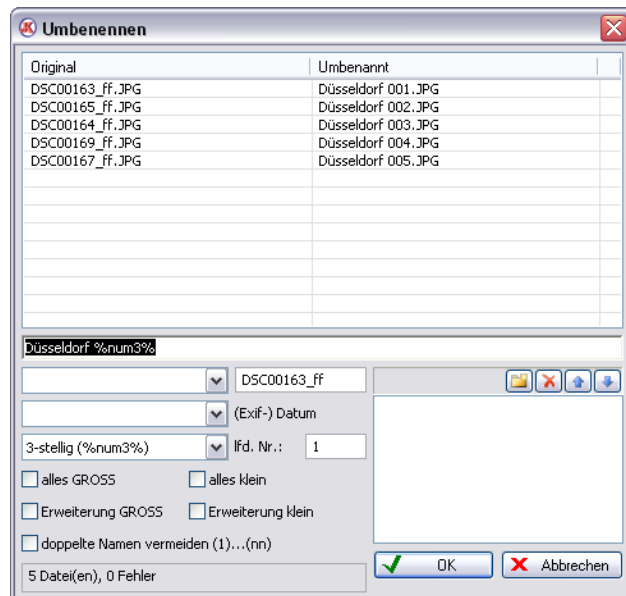 Umbenennen
Original Umbenannt
DSC00163_ff.JPG Düsseldorf 001.JPG
DSC00165_ff.JPG Düsseldorf 002.JPG
DSC00164_ff.JPG Düsseldorf 003.JPG
DSC00169_ff.JPG Düsseldorf 004.JPG
DSC00167_ff.JPG Düsseldorf 005.JPG
Düsseldorf %num3%
DSC00163_ff
(Exif-) Datum
3-stellig (%num3%) lfd. Nr.: 1
alles GROSS alles klein
Erweiterung GROSS Erweiterung klein
doppelte Namen vermeiden (1)...(nn)
OK Abbrechen
5 Datei(en), 0 Fehler